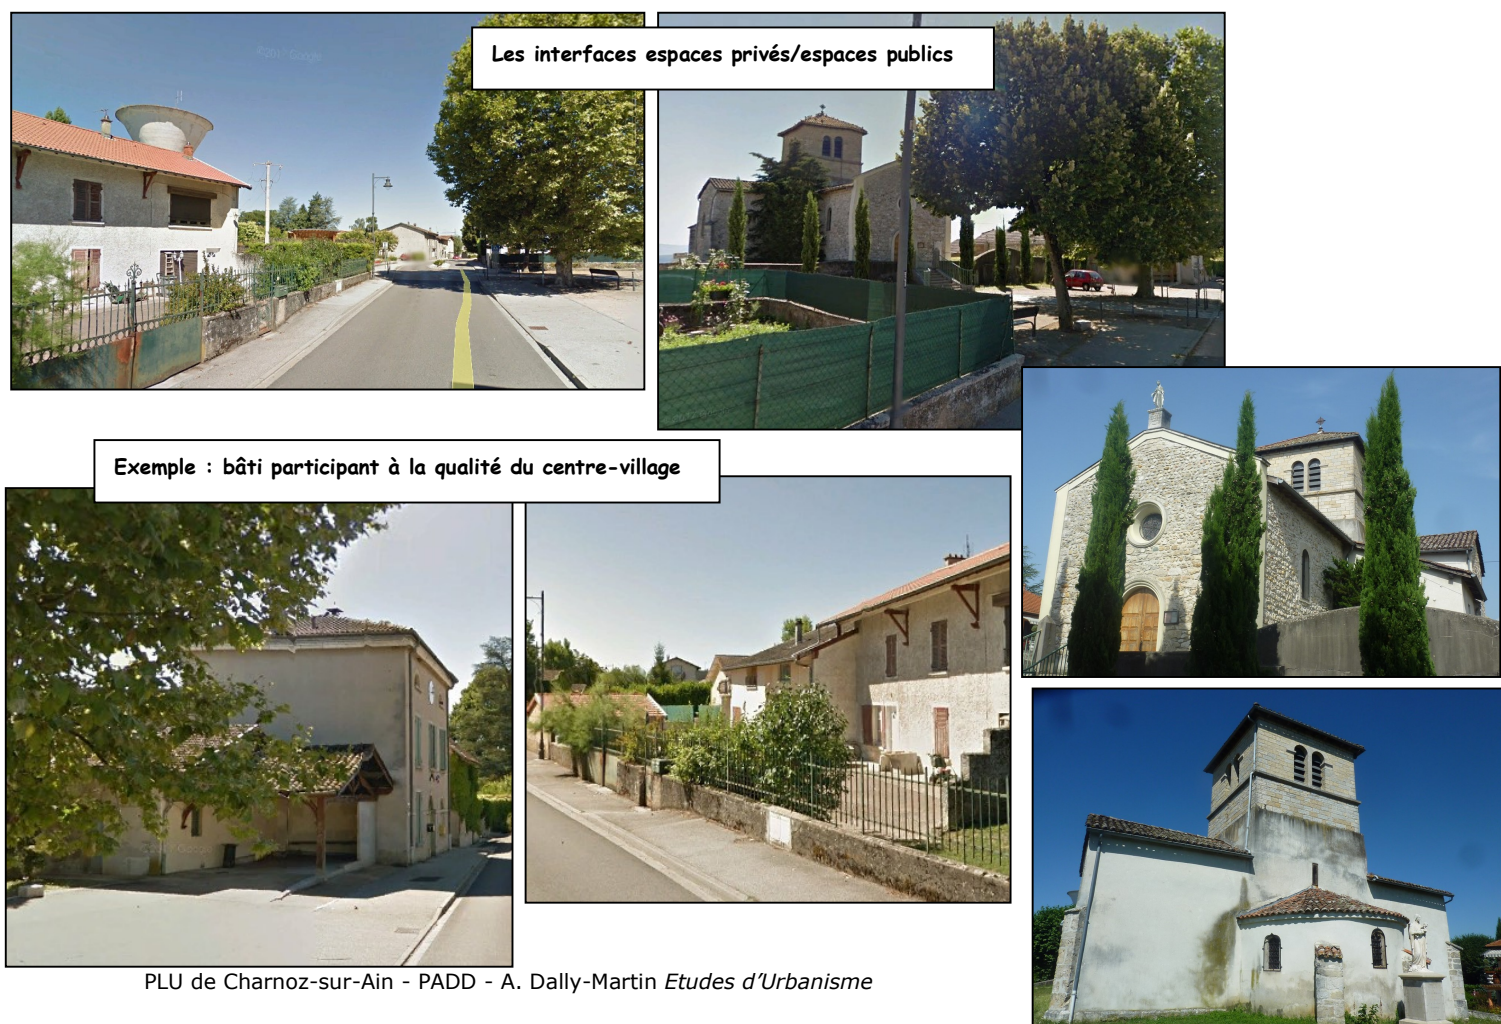 Les interfaces espaces privés/espaces publics
Exemple : bâti participant à la qualité du centre-village
PLU de Charnoz-sur-Ain - PADD - A. Dally-Martin Etudes d’Urbanisme